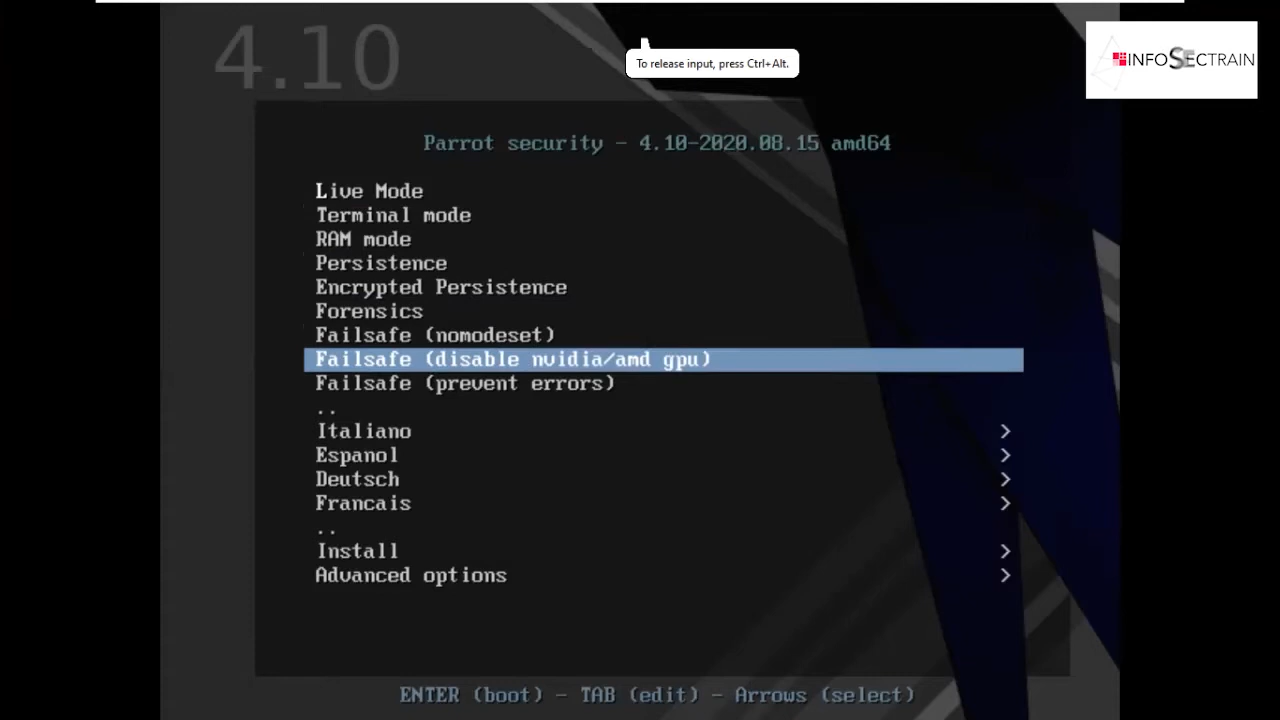 4.10
To release input, press Ctrl+Alt.
INFOSECTRAIN
Parrot security - 4.10-2020.08.15 amd64
Live Mode
Terminal mode
RAM mode
Persistence
Encrypted Persistence
Forensics
Failsafe (nomodeset)
Failsafe (disable nvidia/amd gpu)
Failsafe (prevent errors)
..
Italiano >
Espanol >
Deutsch >
Francais >
..
Install >
Advanced options >
ENTER (boot) - TAB (edit) - Arrows (select)